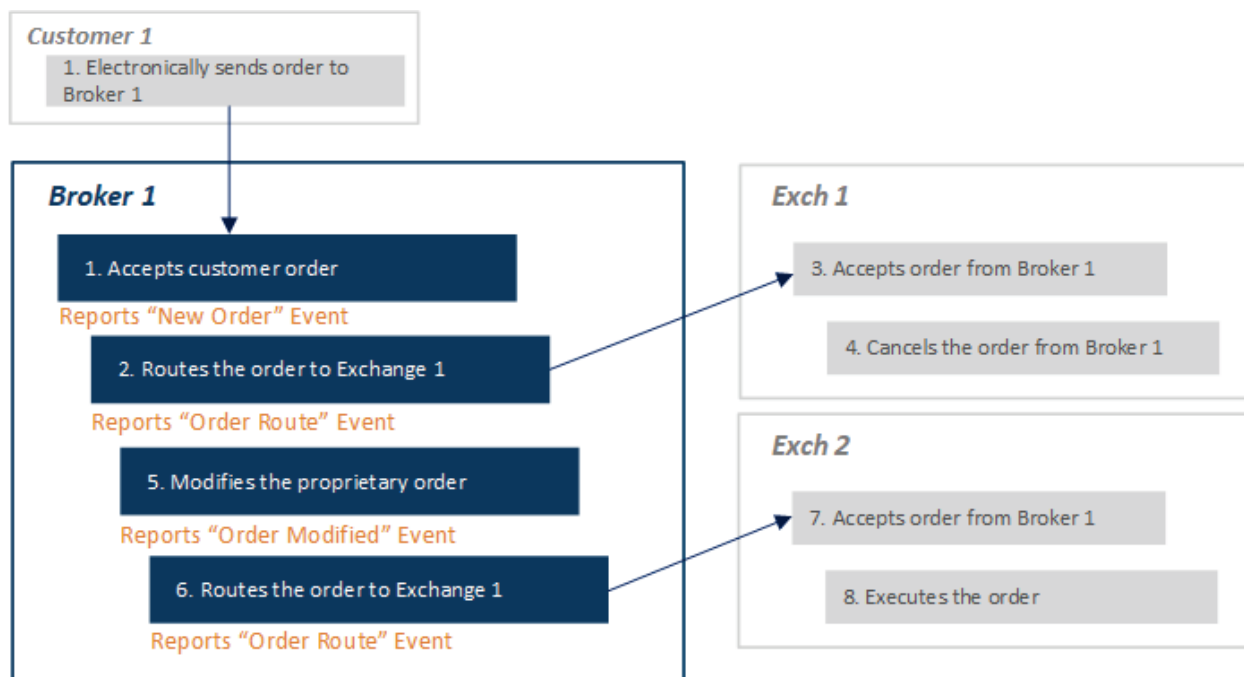 Customer 1
1. Electronically sends order to
Broker 1
Broker 1
1. Accepts customer order
Reports “New Order” Event
2. Routes the order to Exchange 1
Reports “Order Route” Event
5. Modifies the proprietary order
Reports “Order Modified” Event
6. Routes the order to Exchange 1
Reports “Order Route” Event
Exch 1
3. Accepts order from Broker 1
4. Cancels the order from Broker 1
Exch 2
7. Accepts order from Broker 1
8. Executes the order